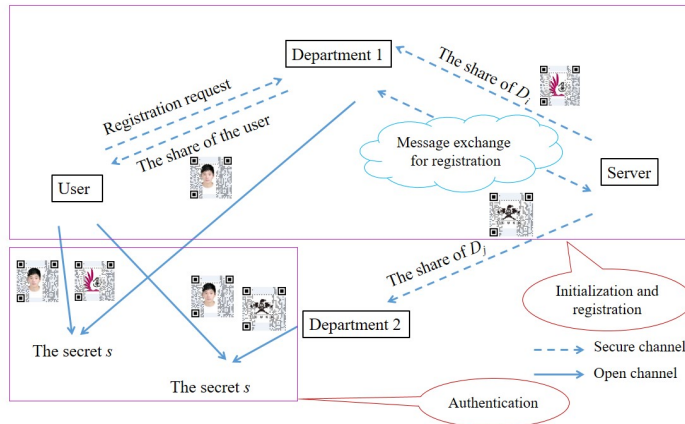 Department 1
The share of Di
Registration request
The share of the user
Message exchange
for registration
User
Server
The share of Dj
Initialization and
registration
Department 2
The secret s
The secret s
Secure channel
Open channel
Authentication